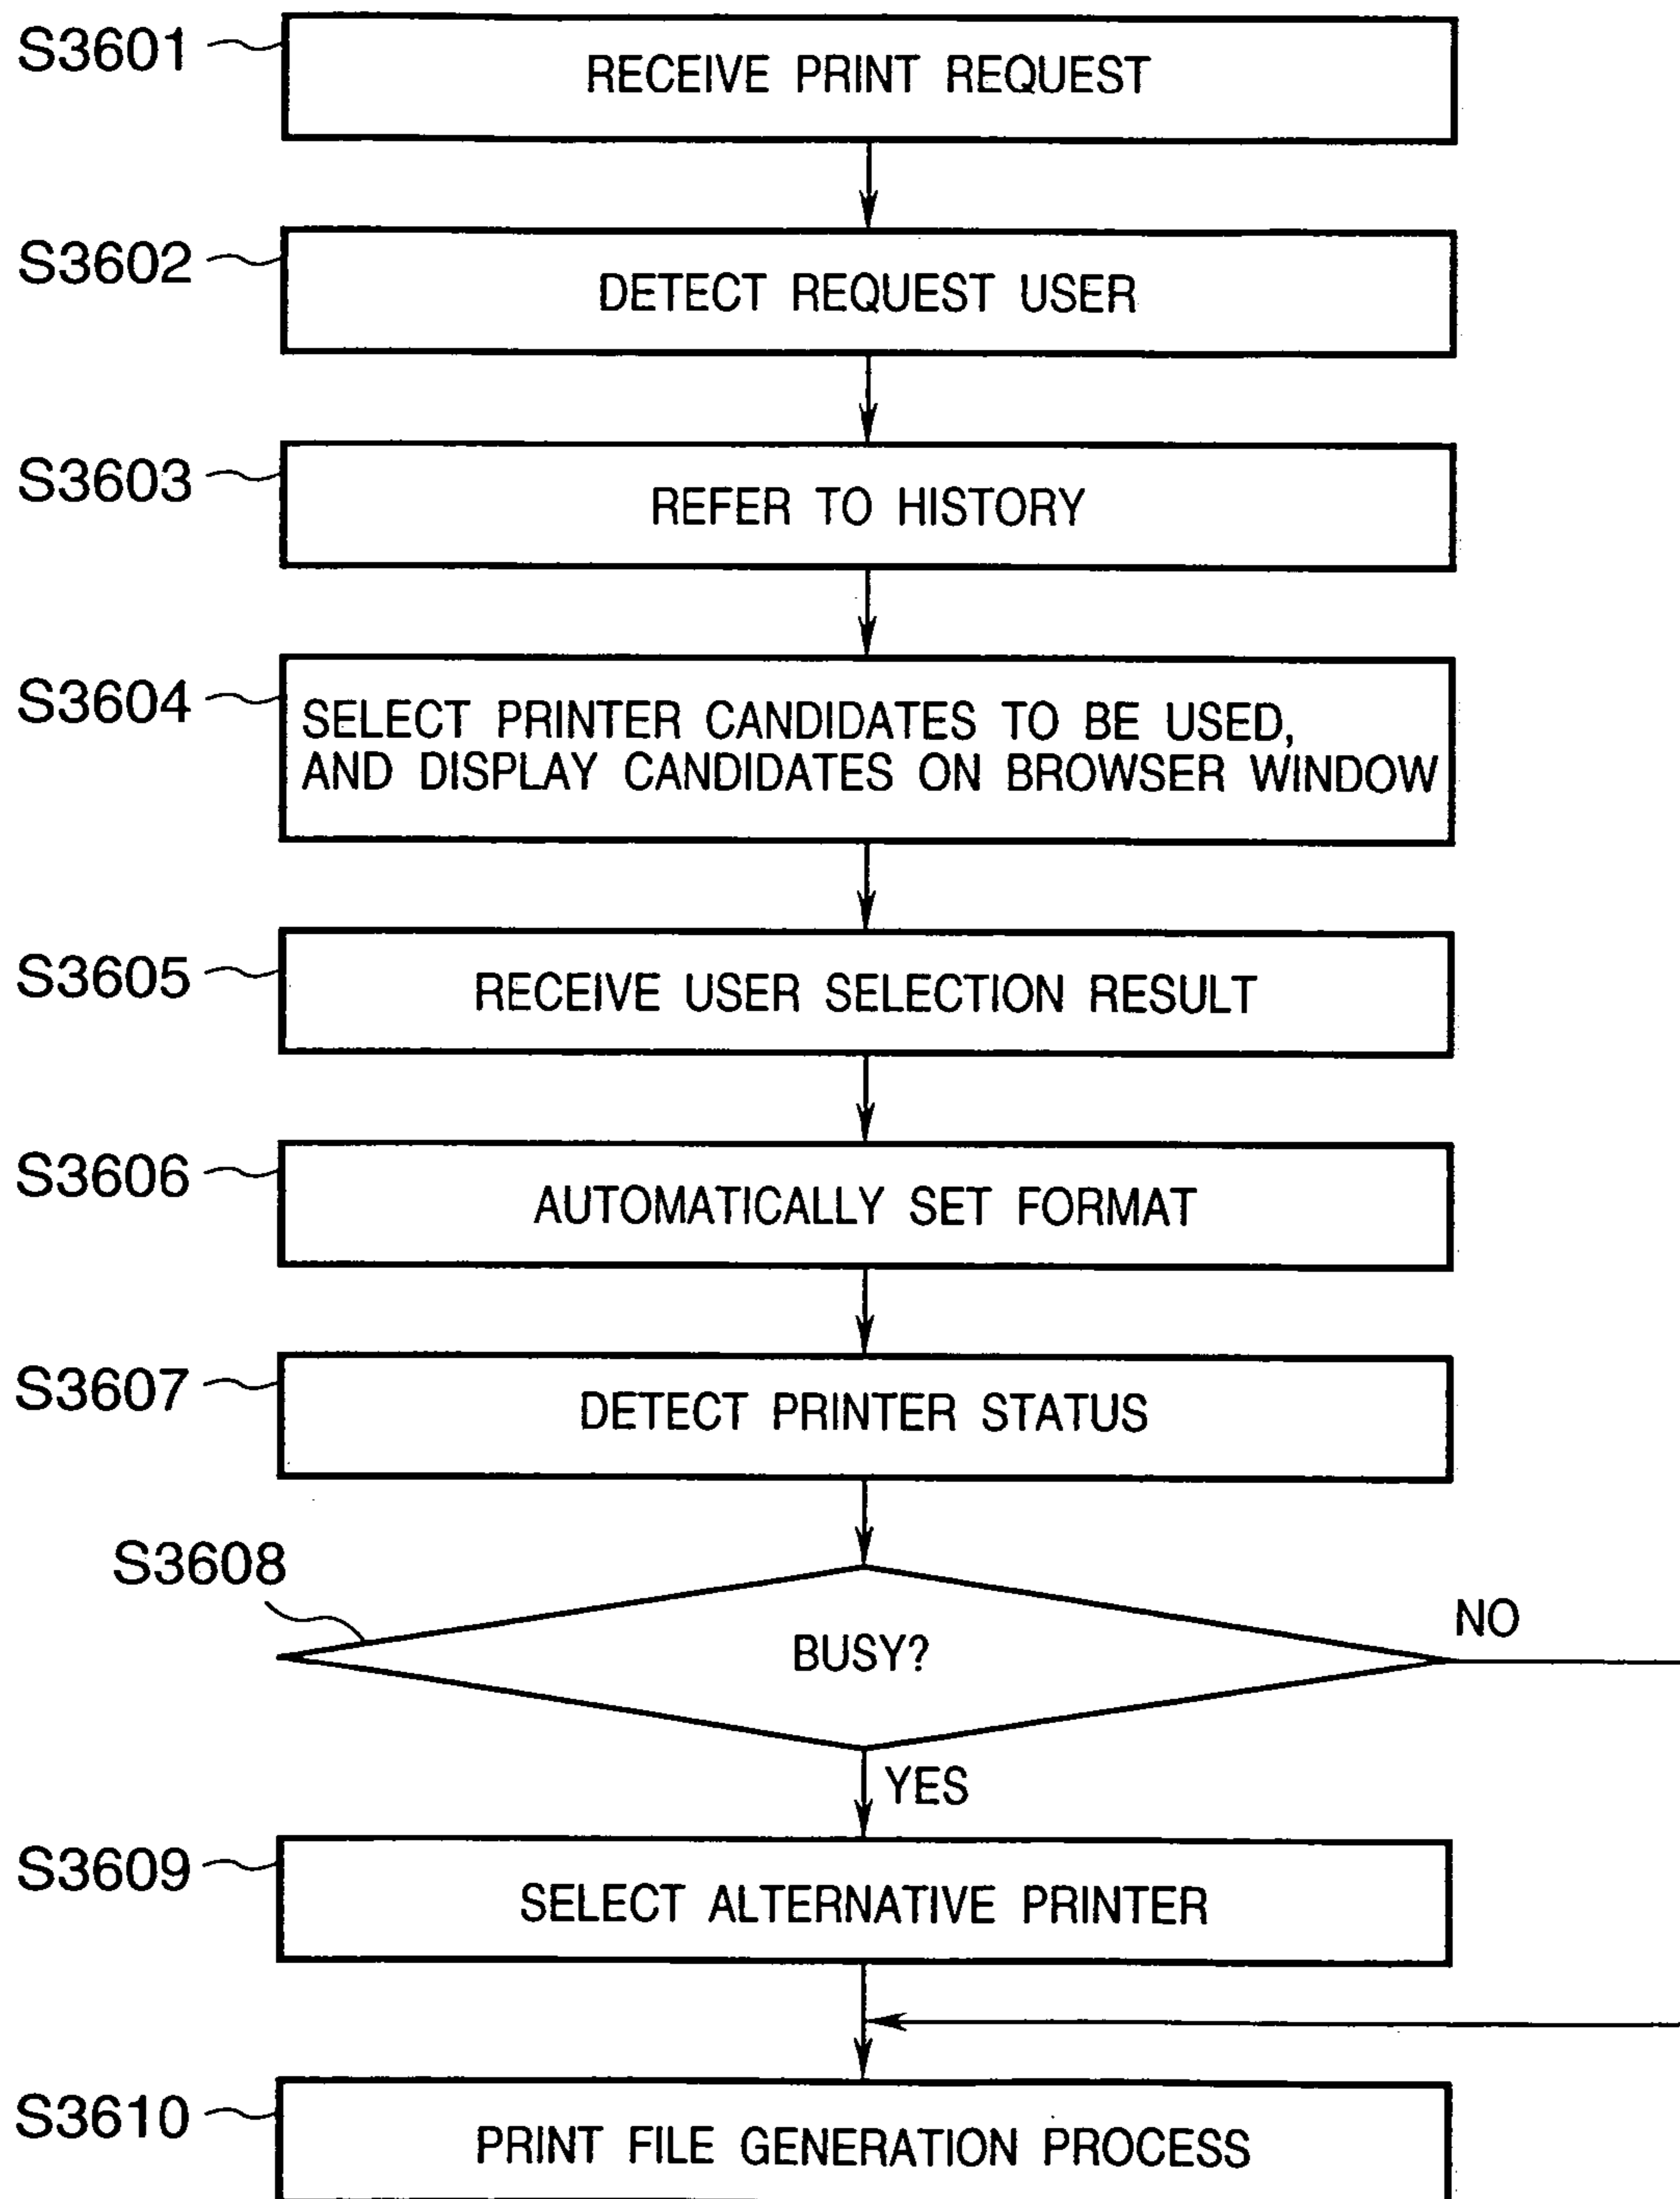 S3601
RECEIVE PRINT REQUEST
S3602
DETECT REQUEST USER
S3603
REFER TO HISTORY
S3604
SELECT PRINTER CANDIDATES TO BE USED,
AND DISPLAY CANDIDATES ON BROWSER WINDOW
S3605
RECEIVE USER SELECTION RESULT
S3606
AUTOMATICALLY SET FORMAT
S3607
DETECT PRINTER STATUS
S3608
BUSY?
NO
YES
S3609
SELECT ALTERNATIVE PRINTER
S3610
PRINT FILE GENERATION PROCESS